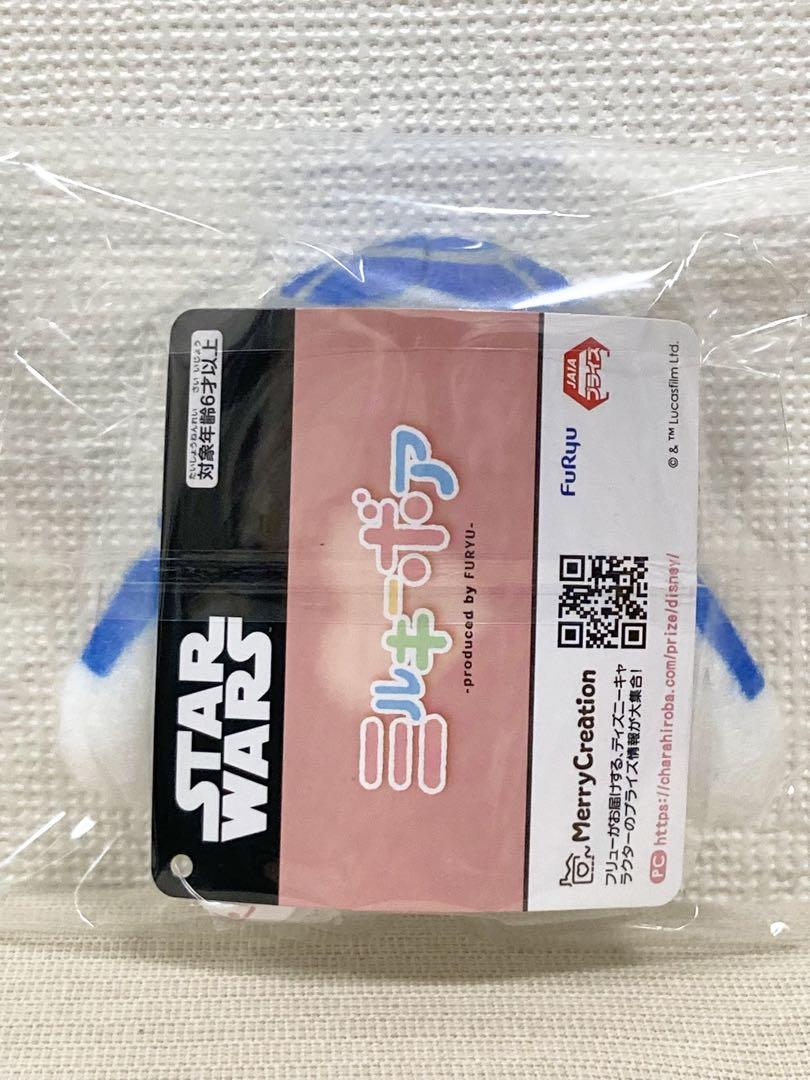 たいしょうねんれい さい いじょう
対象年齢6才以上
STAR
WARS
ミルキーボア
-produced by FURYU-
MerryCreation
フリューがお届けする、ディズニーキャ
ラクターのプライズ情報が大集合!
PC https://charahiroba.com/prize/disney/
FuRyu
JAIA
プライズ
© & ™ Lucasfilm Ltd.